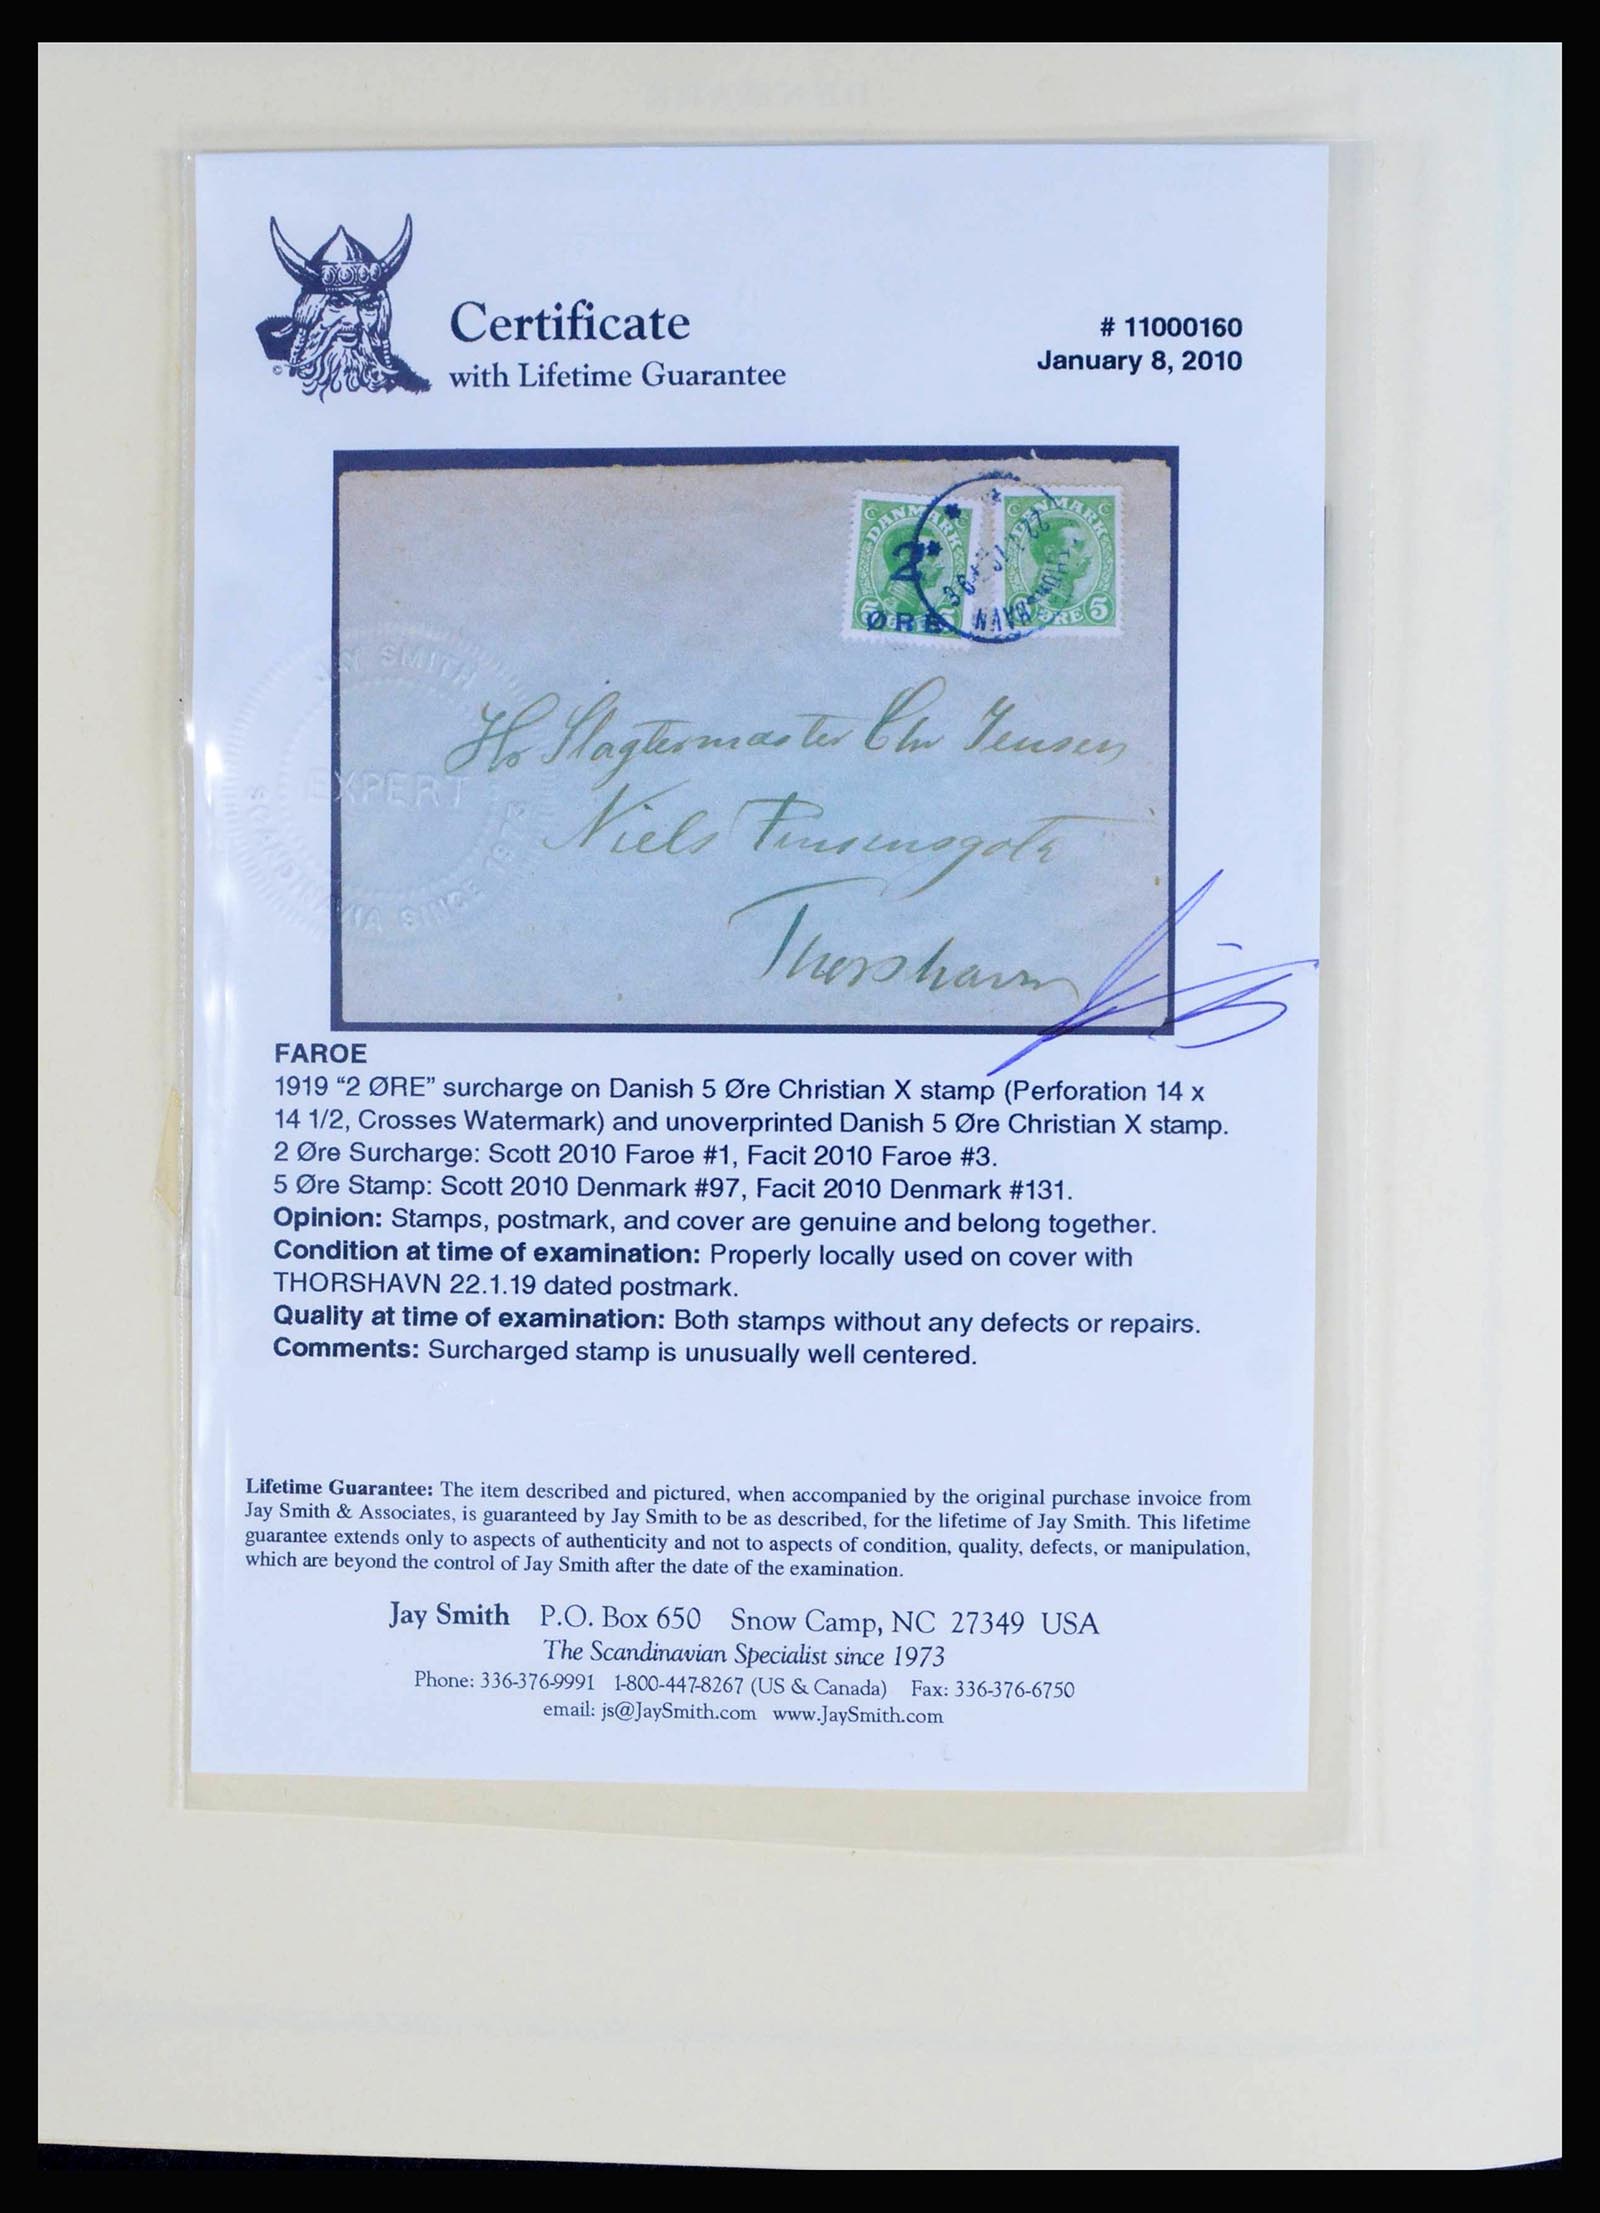 Certificate
with Lifetime Guarantee
# 11000160
January 8, 2010
©
DANMARK
DANMARK
2
ØRE
ØRE 5
JAY SMITH
EXPERT
SCANDINAVIA SINCE 1973
Hr Slagtermaster Chr Jensen
Niels Finsensgota
Thorshavn
FAROE
1919 “2 ØRE” surcharge on Danish 5 Øre Christian X stamp (Perforation 14 x
14 1/2, Crosses Watermark) and unoverprinted Danish 5 Øre Christian X stamp.
2 Øre Surcharge: Scott 2010 Faroe #1, Facit 2010 Faroe #3.
5 Øre Stamp: Scott 2010 Denmark #97, Facit 2010 Denmark #131.
Opinion: Stamps, postmark, and cover are genuine and belong together.
Condition at time of examination: Properly locally used on cover with
THORSHAVN 22.1.19 dated postmark.
Quality at time of examination: Both stamps without any defects or repairs.
Comments: Surcharged stamp is unusually well centered.
Lifetime Guarantee: The item described and pictured, when accompanied by the original purchase invoice from
Jay Smith & Associates, is guaranteed by Jay Smith to be as described, for the lifetime of Jay Smith. This lifetime
guarantee extends only to aspects of authenticity and not to aspects of condition, quality, defects, or manipulation,
which are beyond the control of Jay Smith after the date of the examination.
Jay Smith P.O. Box 650 Snow Camp, NC 27349 USA
The Scandinavian Specialist since 1973
Phone: 336-376-9991 1-800-447-8267 (US & Canada) Fax: 336-376-6750
email: js@JaySmith.com www.JaySmith.com